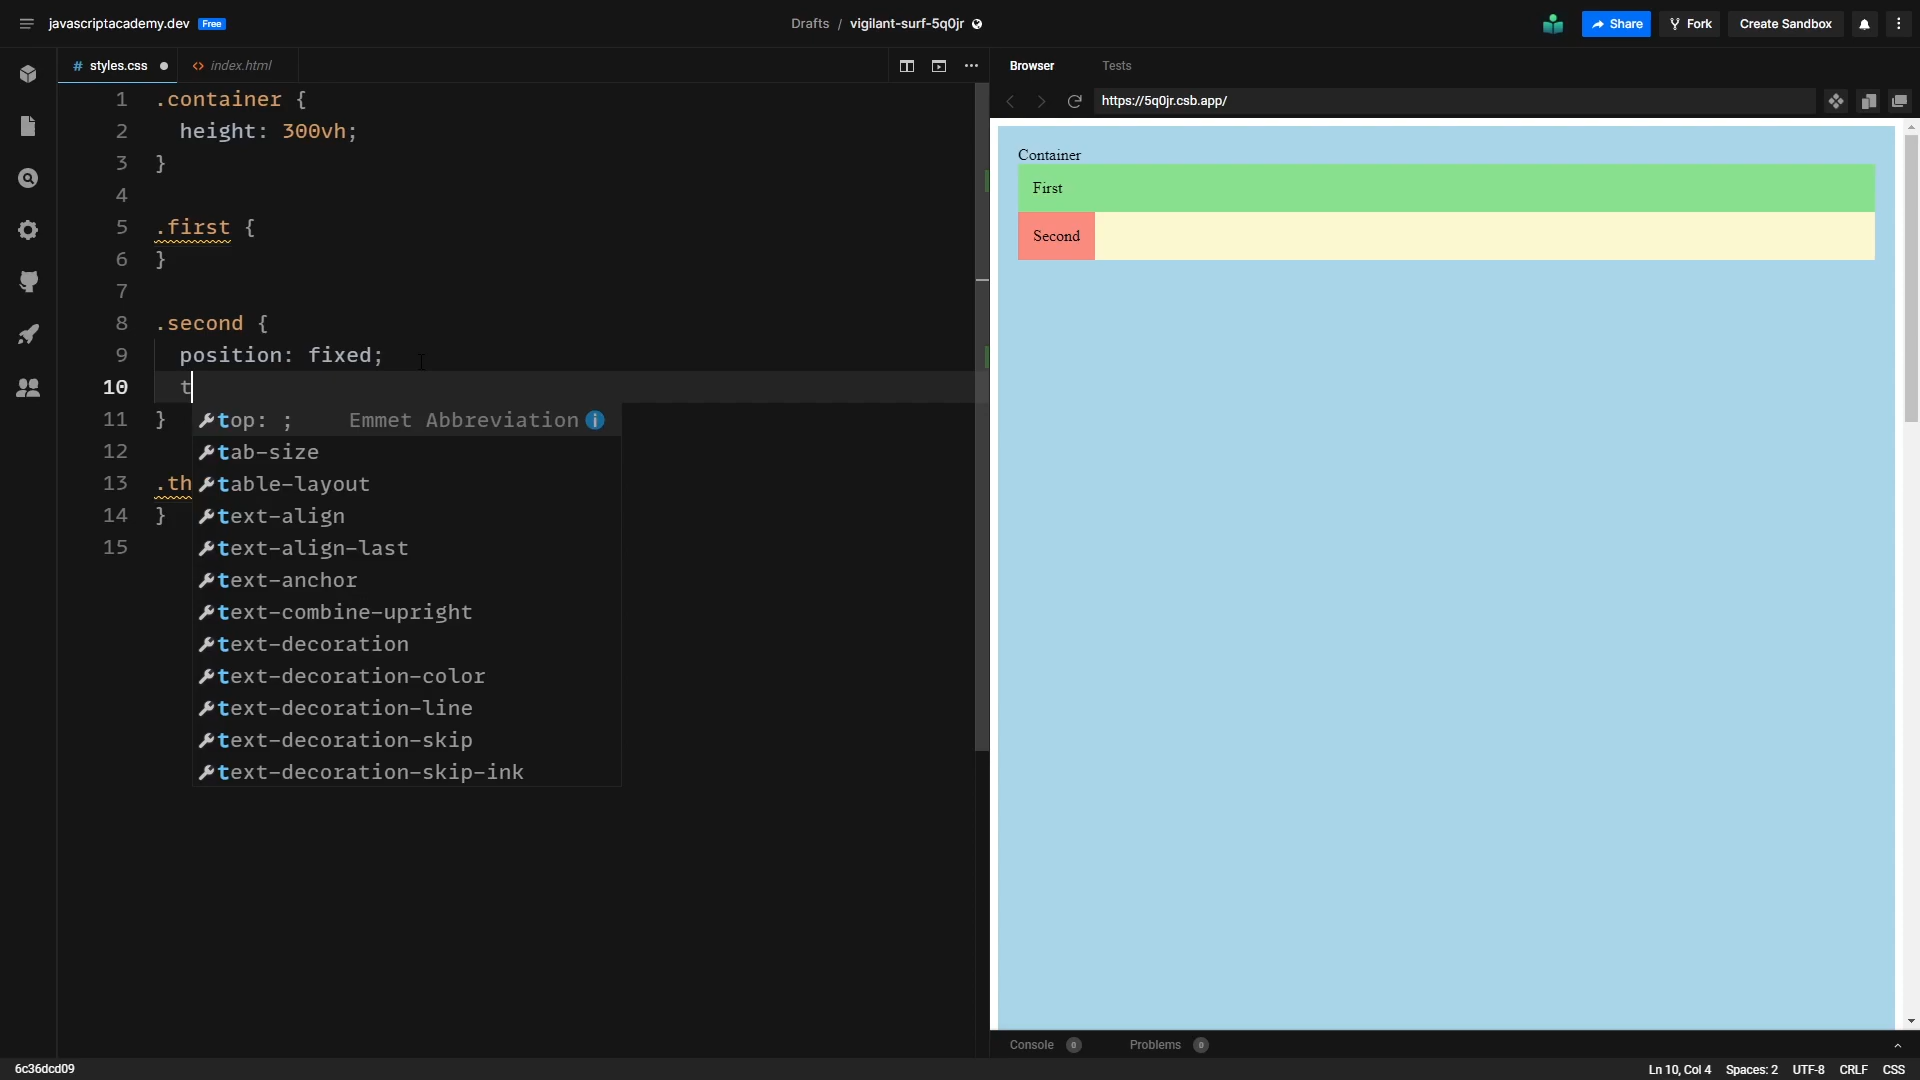 javascriptacademy.dev Free
Drafts / vigilant-surf-5q0jr
Share
Fork
Create Sandbox
# styles.css
<> index.html
Browser
Tests
https://5q0jr.csb.app/
1 .container {
2 height: 300vh;
3 }
4
5 .first {
6 }
7
8 .second {
9 position: fixed;
10 t
11 }
12
13 .th
14 }
15
top: ; Emmet Abbreviation
tab-size
table-layout
text-align
text-align-last
text-anchor
text-combine-upright
text-decoration
text-decoration-color
text-decoration-line
text-decoration-skip
text-decoration-skip-ink
Container
First
Second
Console 0
Problems 0
6c36dcd09
Ln 10, Col 4 Spaces: 2 UTF-8 CRLF CSS